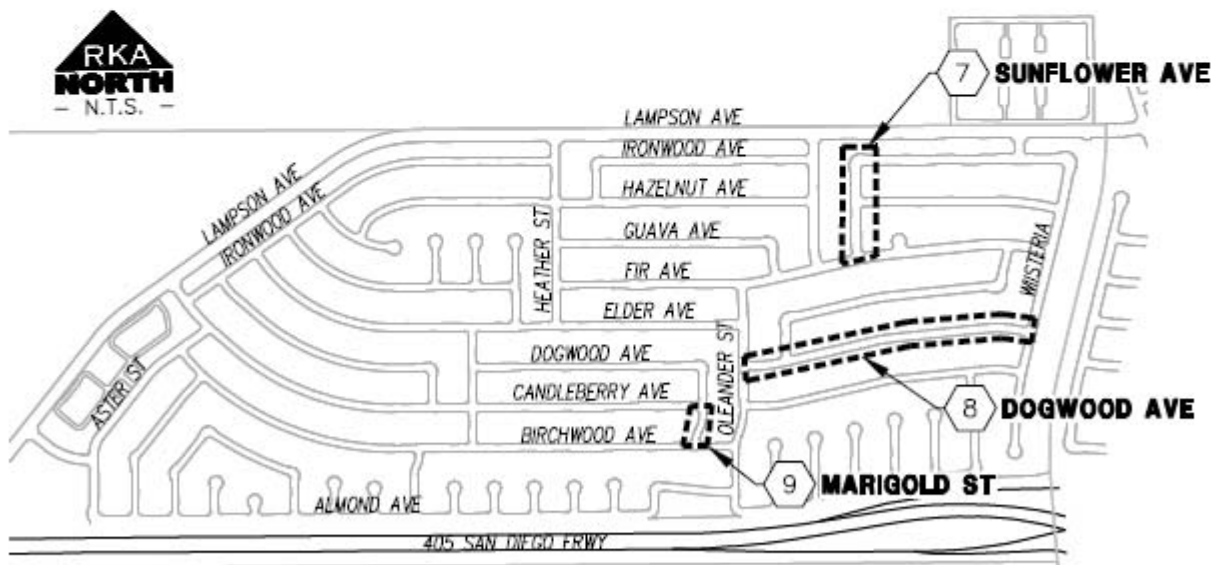 RKA
NORTH
- N.T.S. -
7 SUNFLOWER AVE
LAMPSON AVE
IRONWOOD AVE
HAZELNUT AVE
LAMPSON AVE
IRONWOOD AVE
GUAVA AVE
HEATHER ST
FIR AVE
WISTERIA
ELDER AVE
OLEANDER ST
DOGWOOD AVE
ASTER ST
CANDLEBERRY AVE
8 DOGWOOD AVE
BIRCHWOOD AVE
9 MARIGOLD ST
ALMOND AVE
405 SAN DIEGO FRWY